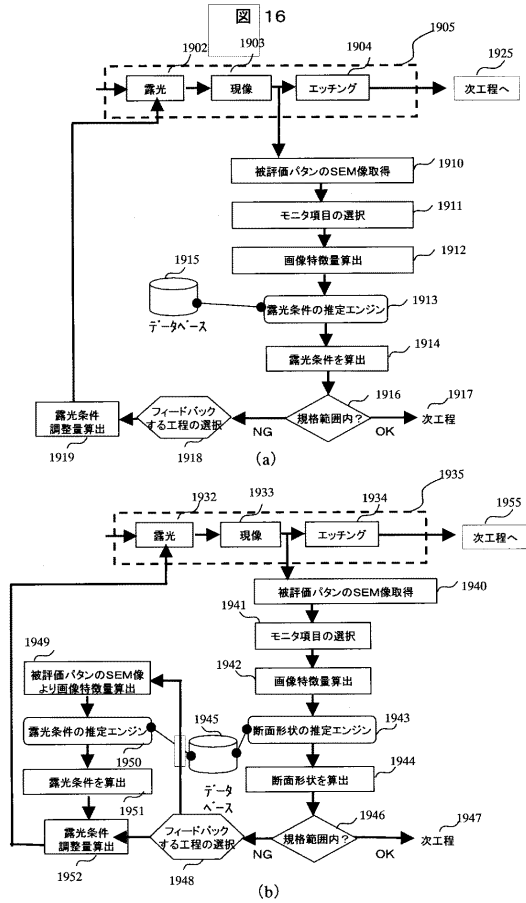 図 16
1902
1903
1904
1905
1925
露光
現像
エッチング
次工程へ
1910
被評価パタンのSEM像取得
1911
モニタ項目の選択
1912
画像特徴量算出
1915
1913
露光条件の推定エンジン
データベース
1914
露光条件を算出
1916
1917
規格範囲内?
次工程
フィードバック
する工程の選択
NG
OK
露光条件
調整量算出
1919
1918
(a)
1932
1933
1934
1935
1955
露光
現像
エッチング
次工程へ
1940
被評価パタンのSEM像取得
1941
モニタ項目の選択
1949
1942
被評価パタンのSEM像
より画像特徴量算出
画像特徴量算出
1945
1943
露光条件の推定エンジン
断面形状の推定エンジン
1950
1944
露光条件を算出
データ
ベース
断面形状を算出
1951
1946
1947
露光条件
調整量算出
フィードバック
する工程の選択
規格範囲内?
次工程
NG
OK
1952
1948
(b)